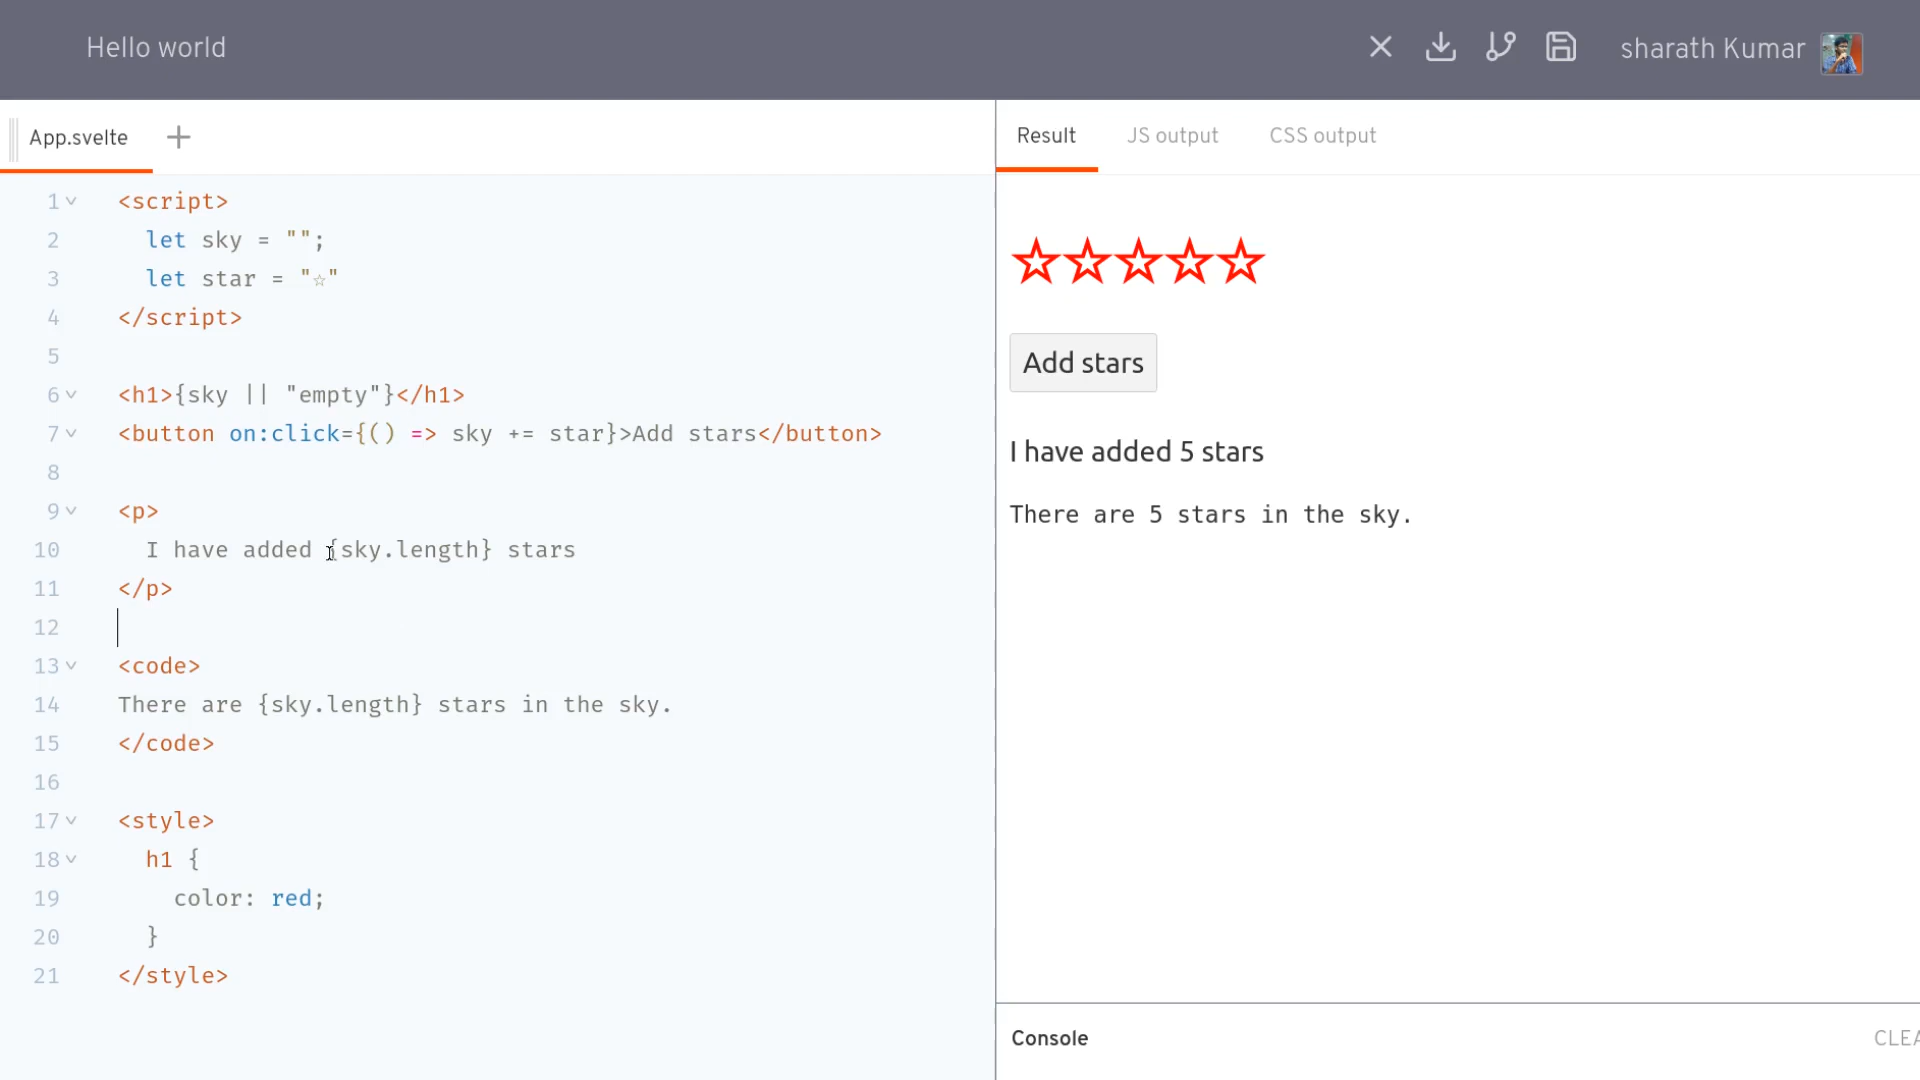 Hello world
sharath Kumar
App.svelte
Result JS output CSS output
1 <script>
2 let sky = "";
3 let star = "☆"
4 </script>
5
6 <h1>{sky || "empty"}</h1>
7 <button on:click={() => sky += star}>Add stars</button>
8
9 <p>
10 I have added {sky.length} stars
11 </p>
12
13 <code>
14 There are {sky.length} stars in the sky.
15 </code>
16
17 <style>
18 h1 {
19 color: red;
20 }
21 </style>
☆☆☆☆☆
Add stars
I have added 5 stars
There are 5 stars in the sky.
Console
CLEA